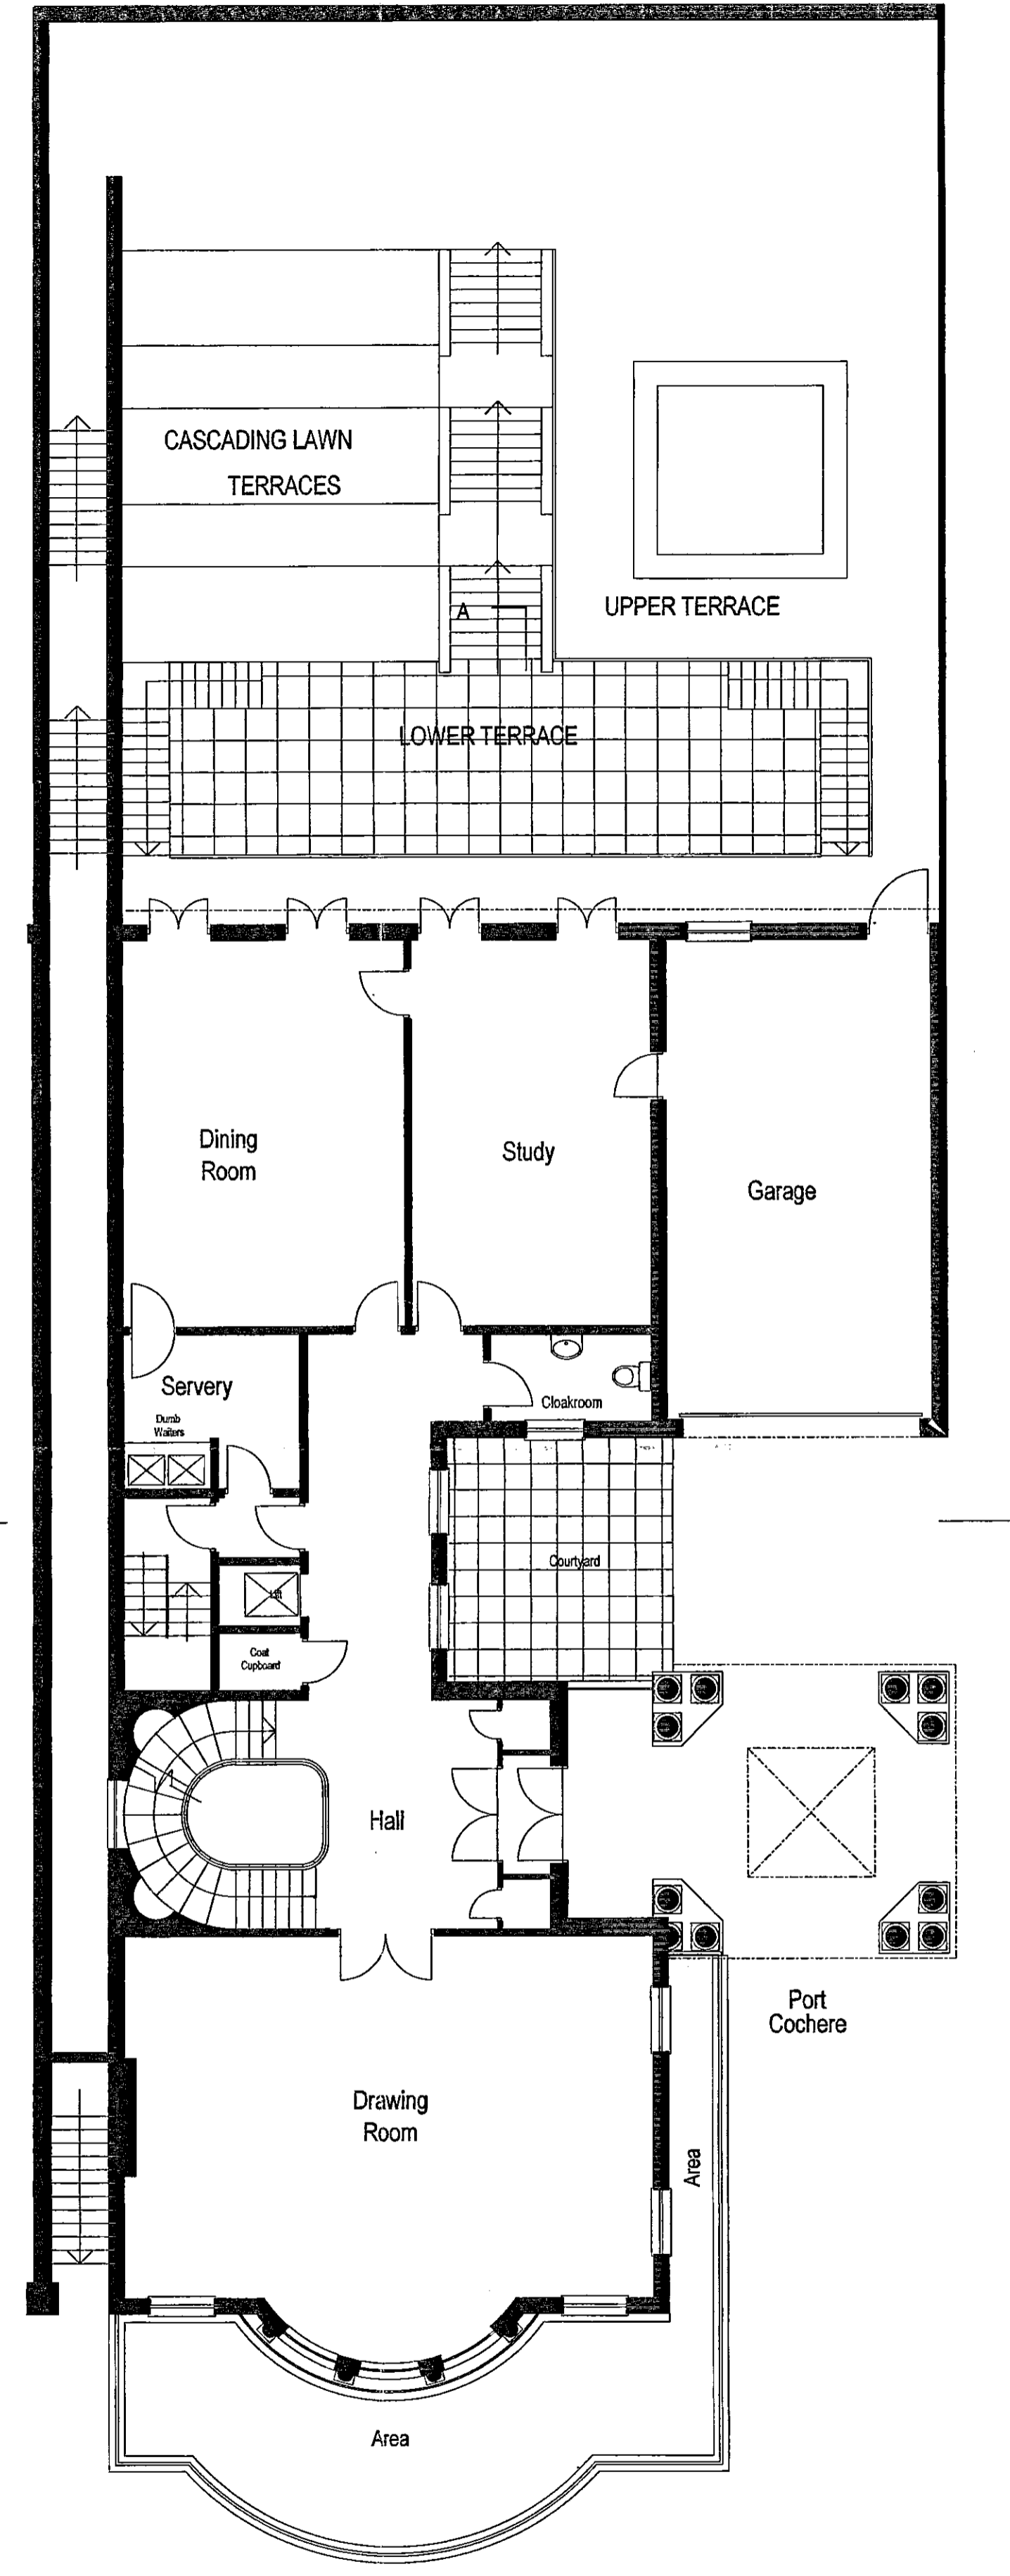 CASCADING LAWN
TERRACES
A
UPPER TERRACE
LOWER TERRACE
Dining
Room
Study
Garage
Servery
Dumb
Waiters
Cloakroom
Courtyard
Lift
Coat
Cupboard
Hall
Port
Cochere
Drawing
Room
Area
Area